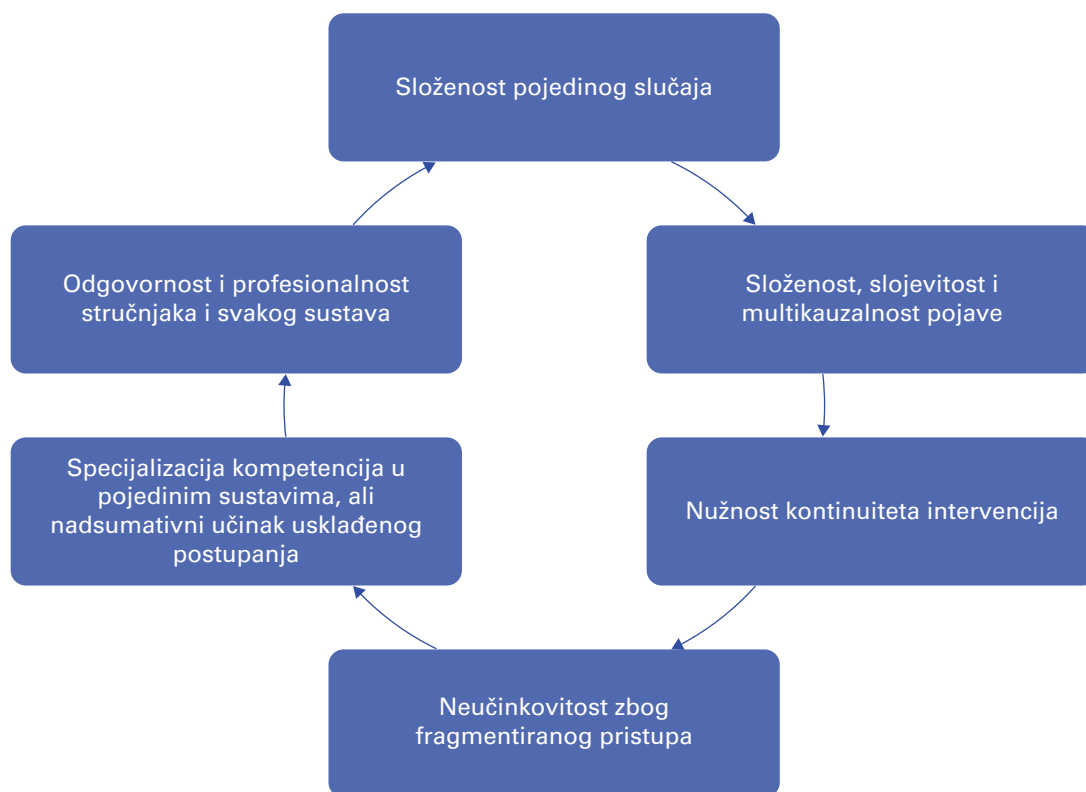 Složenost pojedinog slučaja
Složenost, slojevitost i
multikauzalnost pojave
Nužnost kontinuiteta intervencija
Neučinkovitost zbog
fragmentiranog pristupa
Specijalizacija kompetencija u
pojedinim sustavima, ali
nadsumativni učinak usklađenog
postupanja
Odgovornost i profesionalnost
stručnjaka i svakog sustava